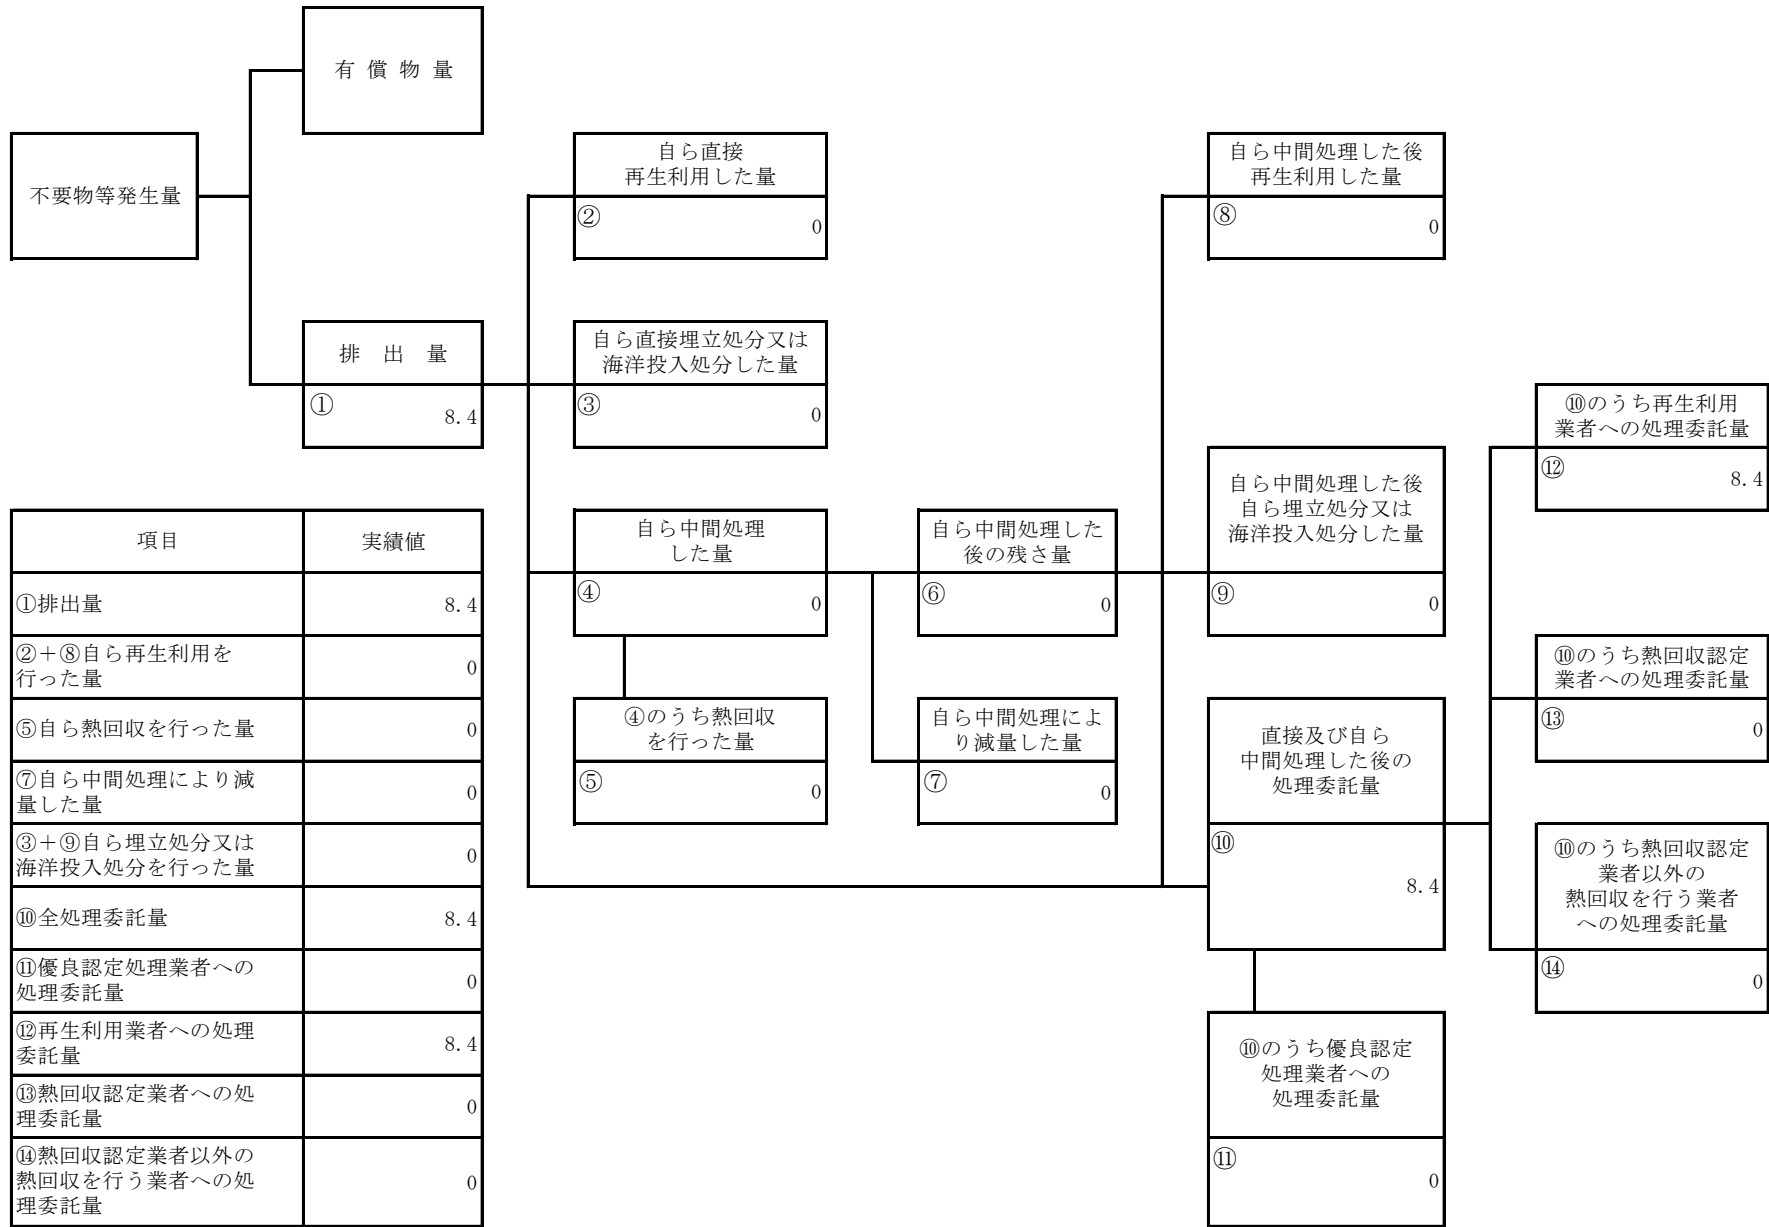 有償物量
不要物等発生量
排出量
①
8.4
自ら直接
再生利用した量
②
0
自ら直接埋立処分又は
海洋投入処分した量
③
0
自ら中間処理
した量
④
0
④のうち熱回収
を行った量
⑤
0
自ら中間処理した
後の残さ量
⑥
0
自ら中間処理によ
り減量した量
⑦
0
自ら中間処理した後
再生利用した量
⑧
0
自ら中間処理した後
自ら埋立処分又は
海洋投入処分した量
⑨
0
直接及び自ら
中間処理した後の
処理委託量
⑩
8.4
⑩のうち優良認定
処理業者への
処理委託量
⑪
0
⑩のうち再生利用
業者への処理委託量
⑫
8.4
⑩のうち熱回収認定
業者への処理委託量
⑬
0
⑩のうち熱回収認定
業者以外の
熱回収を行う業者
への処理委託量
⑭
0
項目 実績値
①排出量 8.4
②+⑧自ら再生利用を
行った量 0
⑤自ら熱回収を行った量 0
⑦自ら中間処理により減
量した量 0
③+⑨自ら埋立処分又は
海洋投入処分を行った量 0
⑩全処理委託量 8.4
⑪優良認定処理業者への
処理委託量 0
⑫再生利用業者への処理
委託量 8.4
⑬熱回収認定業者への処
理委託量 0
⑭熱回収認定業者以外の
熱回収を行う業者への処
理委託量 0